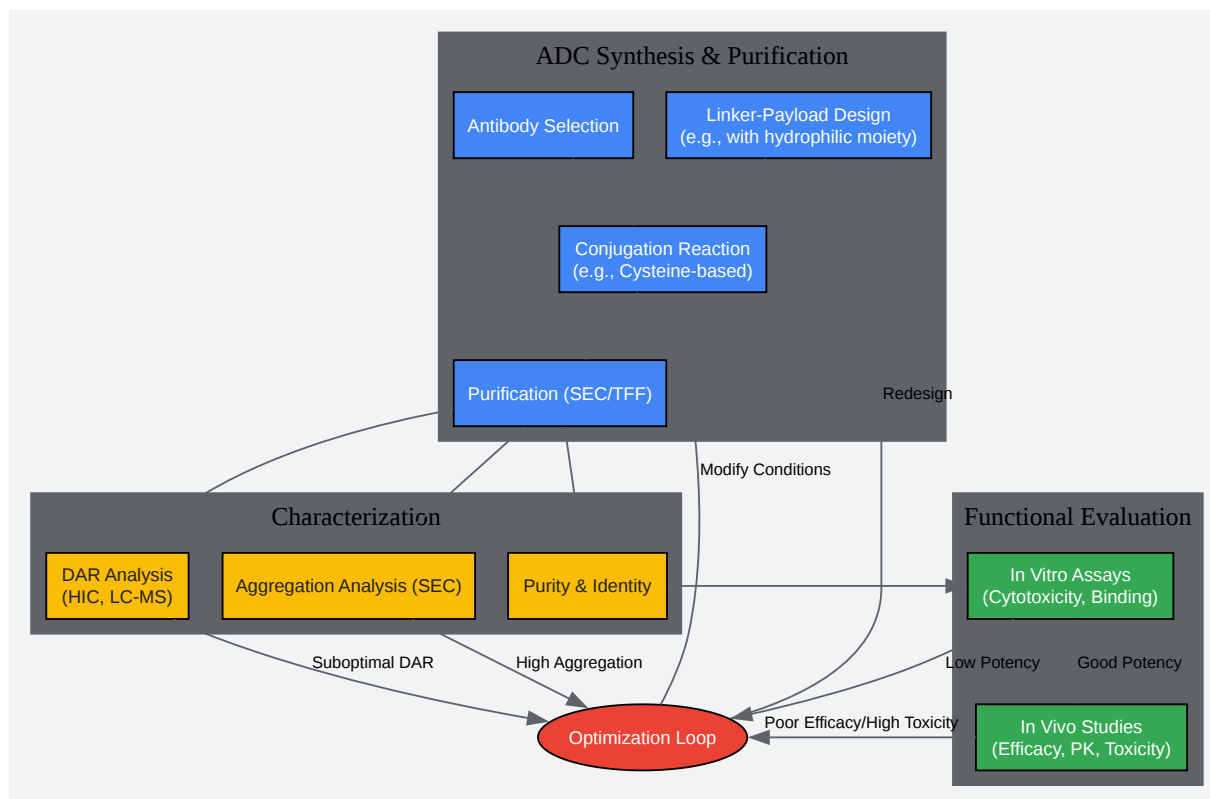 ADC Synthesis & Purification
Antibody Selection
Linker-Payload Design
(e.g., with hydrophilic moiety)
Conjugation Reaction
(e.g., Cysteine-based)
Purification (SEC/TFF)
Redesign
Modify Conditions
Characterization
DAR Analysis
(HIC, LC-MS)
Aggregation Analysis (SEC)
Purity & Identity
Functional Evaluation
In Vitro Assays
(Cytotoxicity, Binding)
Suboptimal DAR
High Aggregation
Low Potency
Good Potency
Optimization Loop
Poor Efficacy/High Toxicity
In Vivo Studies
(Efficacy, PK, Toxicity)